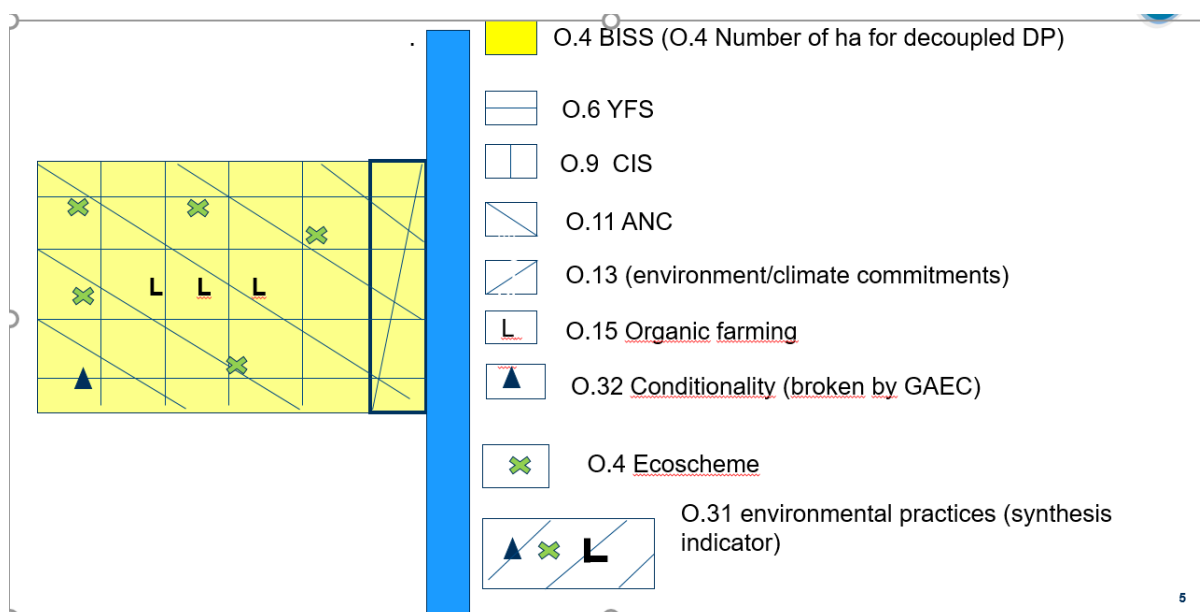 .
O.4 BISS (O.4 Number of ha for decoupled DP)
O.6 YFS
O.9 CIS
O.11 ANC
O.13 (environment/climate commitments)
L L L
L
O.15 Organic farming
O.32 Conditionality (broken by GAEC)
O.4 Ecoscheme
L
O.31 environmental practices (synthesis
indicator)
5